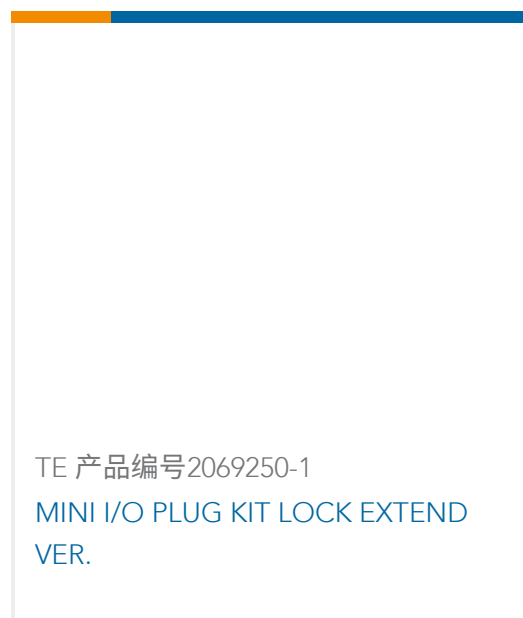 TE 产品编号2069250-1
MINI I/O PLUG KIT LOCK EXTEND
VER.